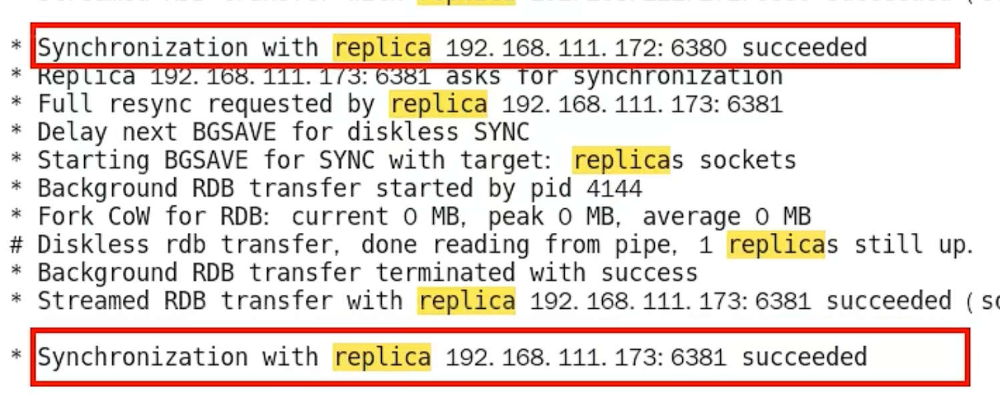 * Synchronization with replica 192.168.111.172:6380 succeeded
* Replica 192.168.111.173:6381 asks for synchronization
* Full resync requested by replica 192.168.111.173:6381
* Delay next BGSAVE for diskless SYNC
* Starting BGSAVE for SYNC with target: replicas sockets
* Background RDB transfer started by pid 4144
* Fork CoW for RDB: current 0 MB, peak 0 MB, average 0 MB
# Diskless rdb transfer, done reading from pipe, 1 replicas still up.
* Background RDB transfer terminated with success
* Streamed RDB transfer with replica 192.168.111.173:6381 succeeded (
* Synchronization with replica 192.168.111.173:6381 succeeded